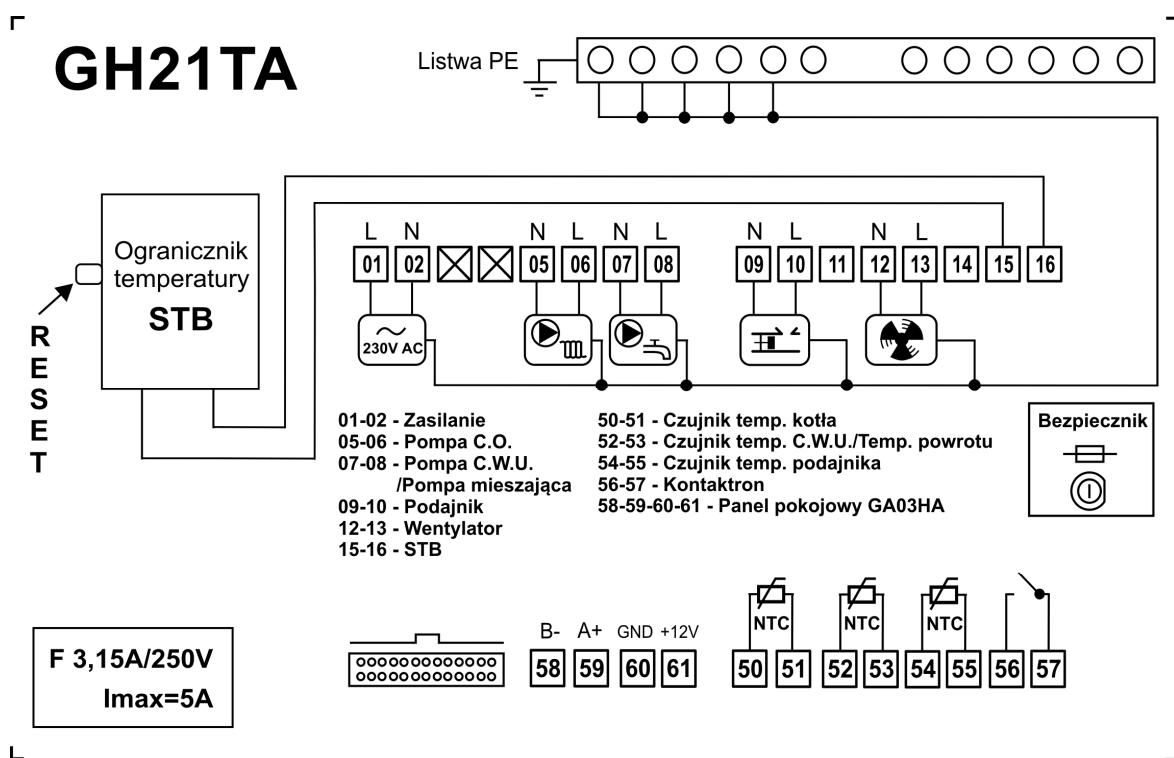 GH21TA
Listwa PE
Ogranicznik
temperatury
STB
RESET
L N N L N L N L N L
01 02 05 06 07 08 09 10 11 12 13 14 15 16
230V AC
01-02 - Zasilanie
05-06 - Pompa C.O.
07-08 - Pompa C.W.U.
/Pompa mieszająca
09-10 - Podajnik
12-13 - Wentylator
15-16 - STB
50-51 - Czujnik temp. kotła
52-53 - Czujnik temp. C.W.U./Temp. powrotu
54-55 - Czujnik temp. podajnika
56-57 - Kontaktron
58-59-60-61 - Panel pokojowy GA03HA
Bezpiecznik
F 3,15A/250V
Imax=5A
B- A+ GND +12V
58 59 60 61
NTC NTC NTC
50 51 52 53 54 55 56 57